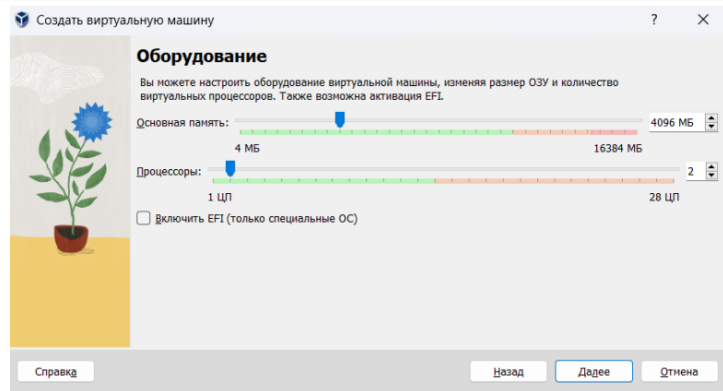 Создать виртуальную машину
?
Оборудование
Вы можете настроить оборудование виртуальной машины, изменяя размер ОЗУ и количество
виртуальных процессоров. Также возможна активация EFI.
Основная память:
4096 МБ
4 МБ
16384 МБ
Процессоры:
2
1 ЦП
28 ЦП
Включить EFI (только специальные ОС)
Справка
Назад
Далее
Отмена